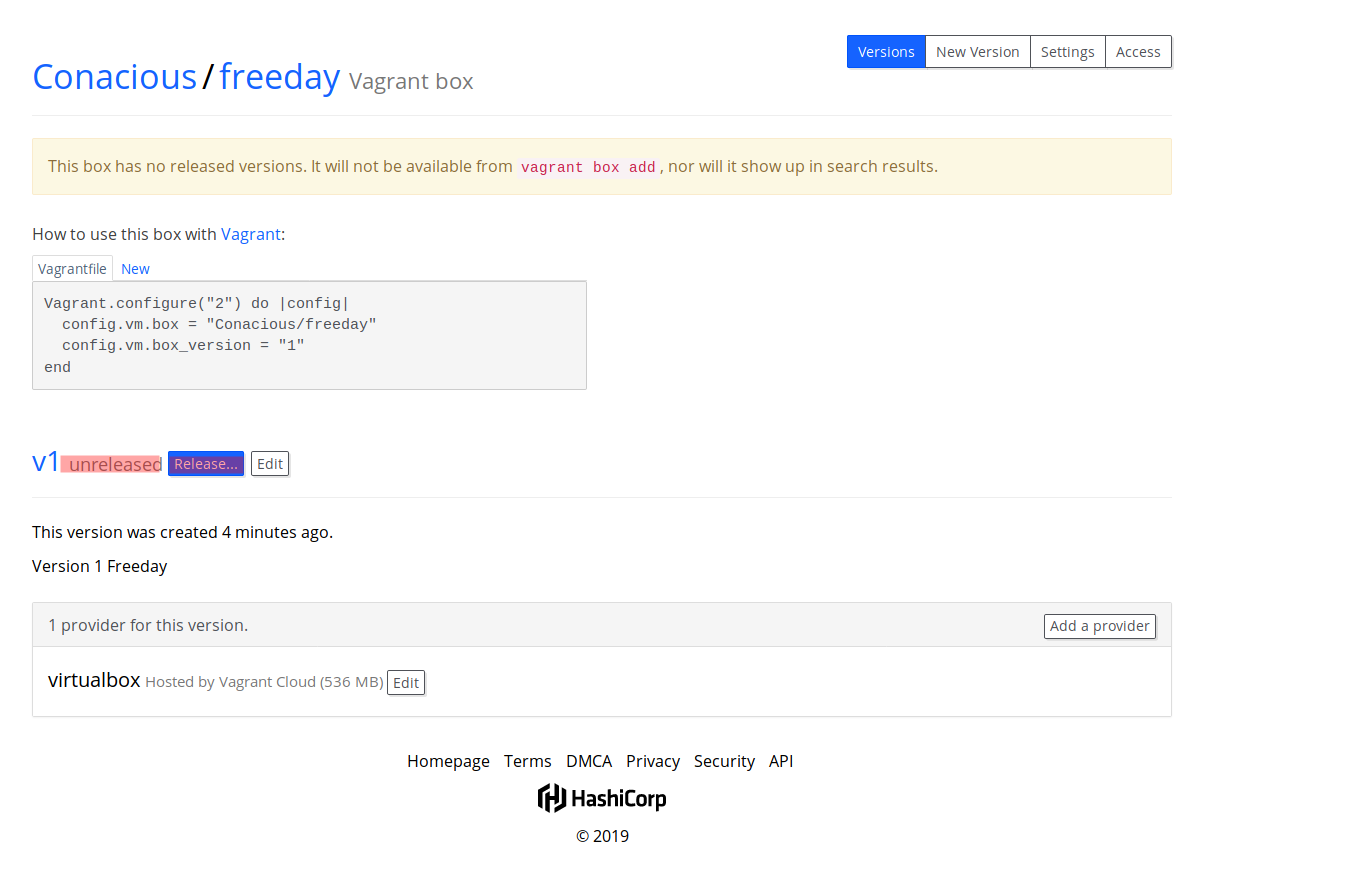 Versions New Version Settings Access
Conacious/freeday Vagrant box
This box has no released versions. It will not be available from vagrant box add, nor will it show up in search results.
How to use this box with Vagrant:
Vagrantfile New
Vagrant.configure("2") do |config|
  config.vm.box = "Conacious/freeday"
  config.vm.box_version = "1"
end
v1 unreleased Release... Edit
This version was created 4 minutes ago.
Version 1 Freeday
1 provider for this version. Add a provider
virtualbox Hosted by Vagrant Cloud (536 MB) Edit
Homepage Terms DMCA Privacy Security API
HashiCorp
© 2019